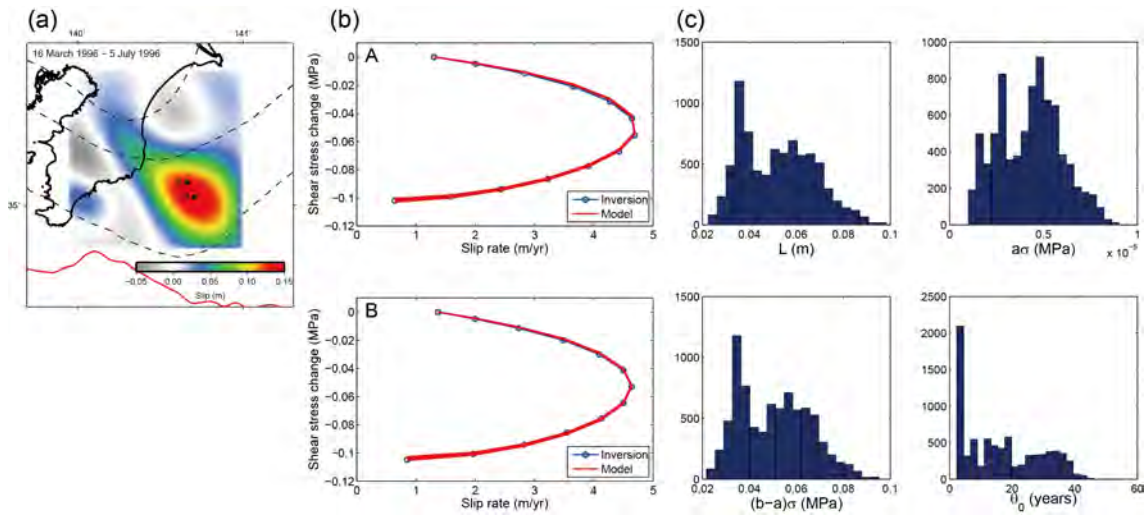 (a)
(b)
(c)
140°
141°
16 March 1996 – 5 July 1996
35°
−0.05 0.00 0.05 0.10 0.15
Slip (m)
A
0
−0.02
−0.04
−0.06
−0.08
−0.1
−0.12
Shear stress change (MPa)
Inversion
Model
0 1 2 3 4 5
Slip rate (m/yr)
B
0
−0.02
−0.04
−0.06
−0.08
−0.1
−0.12
Shear stress change (MPa)
Inversion
Model
0 1 2 3 4 5
Slip rate (m/yr)
1500
1000
500
0
0.02 0.04 0.06 0.08 0.1
L (m)
1000
800
600
400
200
0
0 0.5 1
aσ (MPa)
1500
1000
500
0
0.02 0.04 0.06 0.08 0.1
(b−a)σ (MPa)
2500
2000
1500
1000
500
0
0 20 40 60
θ0 (years)